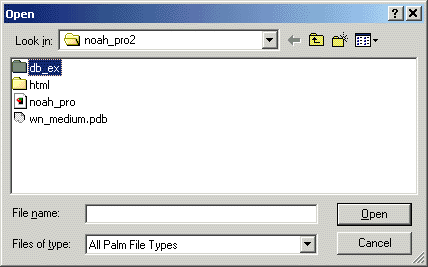 Open
Look in: noah_pro2
db_ex
html
noah_pro
wn_medium.pdb
File name: Open
Files of type: All Palm File Types Cancel